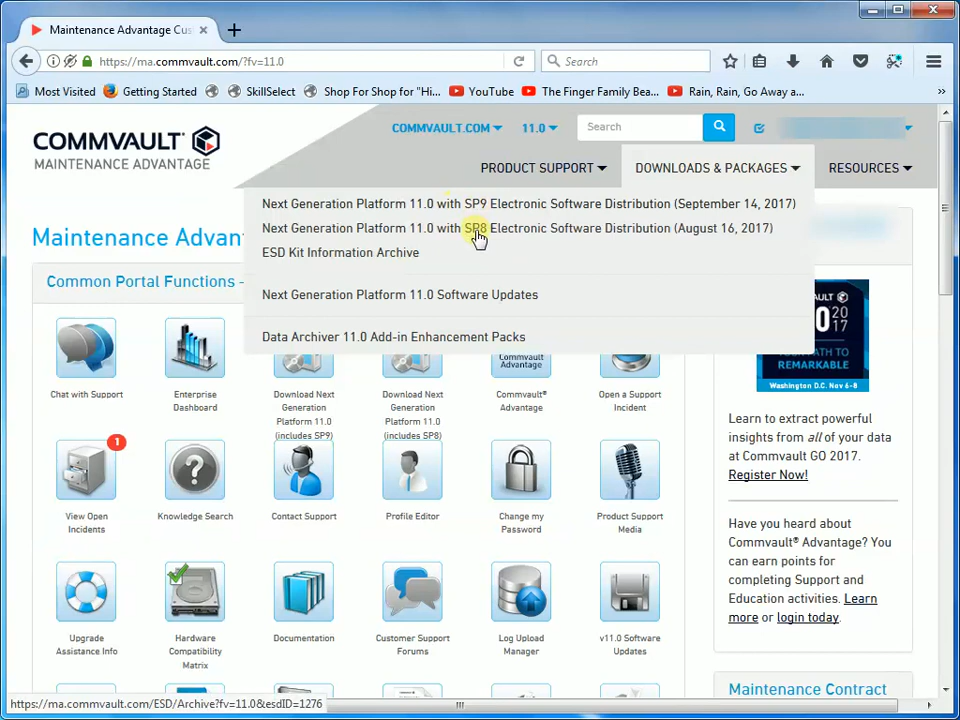 Maintenance Advantage Cus
https://ma.commvault.com/?fv=11.0
Search
Most Visited
Getting Started
SkillSelect
Shop For Shop for "Hi...
YouTube
The Finger Family Bea...
Rain, Rain, Go Away a...
»
COMMVAULT
MAINTENANCE ADVANTAGE
COMMVAULT.COM
11.0
Search
PRODUCT SUPPORT
DOWNLOADS & PACKAGES
RESOURCES
Next Generation Platform 11.0 with SP9 Electronic Software Distribution (September 14, 2017)
Next Generation Platform 11.0 with SP8 Electronic Software Distribution (August 16, 2017)
ESD Kit Information Archive
Next Generation Platform 11.0 Software Updates
Data Archiver 11.0 Add-in Enhancement Packs
Maintenance Advan
Common Portal Functions -
Chat with Support
Enterprise
Dashboard
Download Next
Generation
Platform 11.0
(includes SP9)
Download Next
Generation
Platform 11.0
(includes SP8)
COMMVAULT
Advantage
Commvault®
Advantage
Open a Support
Incident
1
View Open
Incidents
Knowledge Search
Contact Support
Profile Editor
Change my
Password
Product Support
Media
Upgrade
Assistance Info
Hardware
Compatibility
Matrix
Documentation
Customer Support
Forums
Log Upload
Manager
v11.0 Software
Updates
AULT
2017
YOUR PATH TO
REMARKABLE
Washington D.C. Nov 6-8
Learn to extract powerful
insights from all of your data
at Commvault GO 2017.
Register Now!
Have you heard about
Commvault® Advantage? You
can earn points for
completing Support and
Education activities. Learn
more or login today.
Maintenance Contract
https://ma.commvault.com/ESD/Archive?fv=11.0&esdID=1276